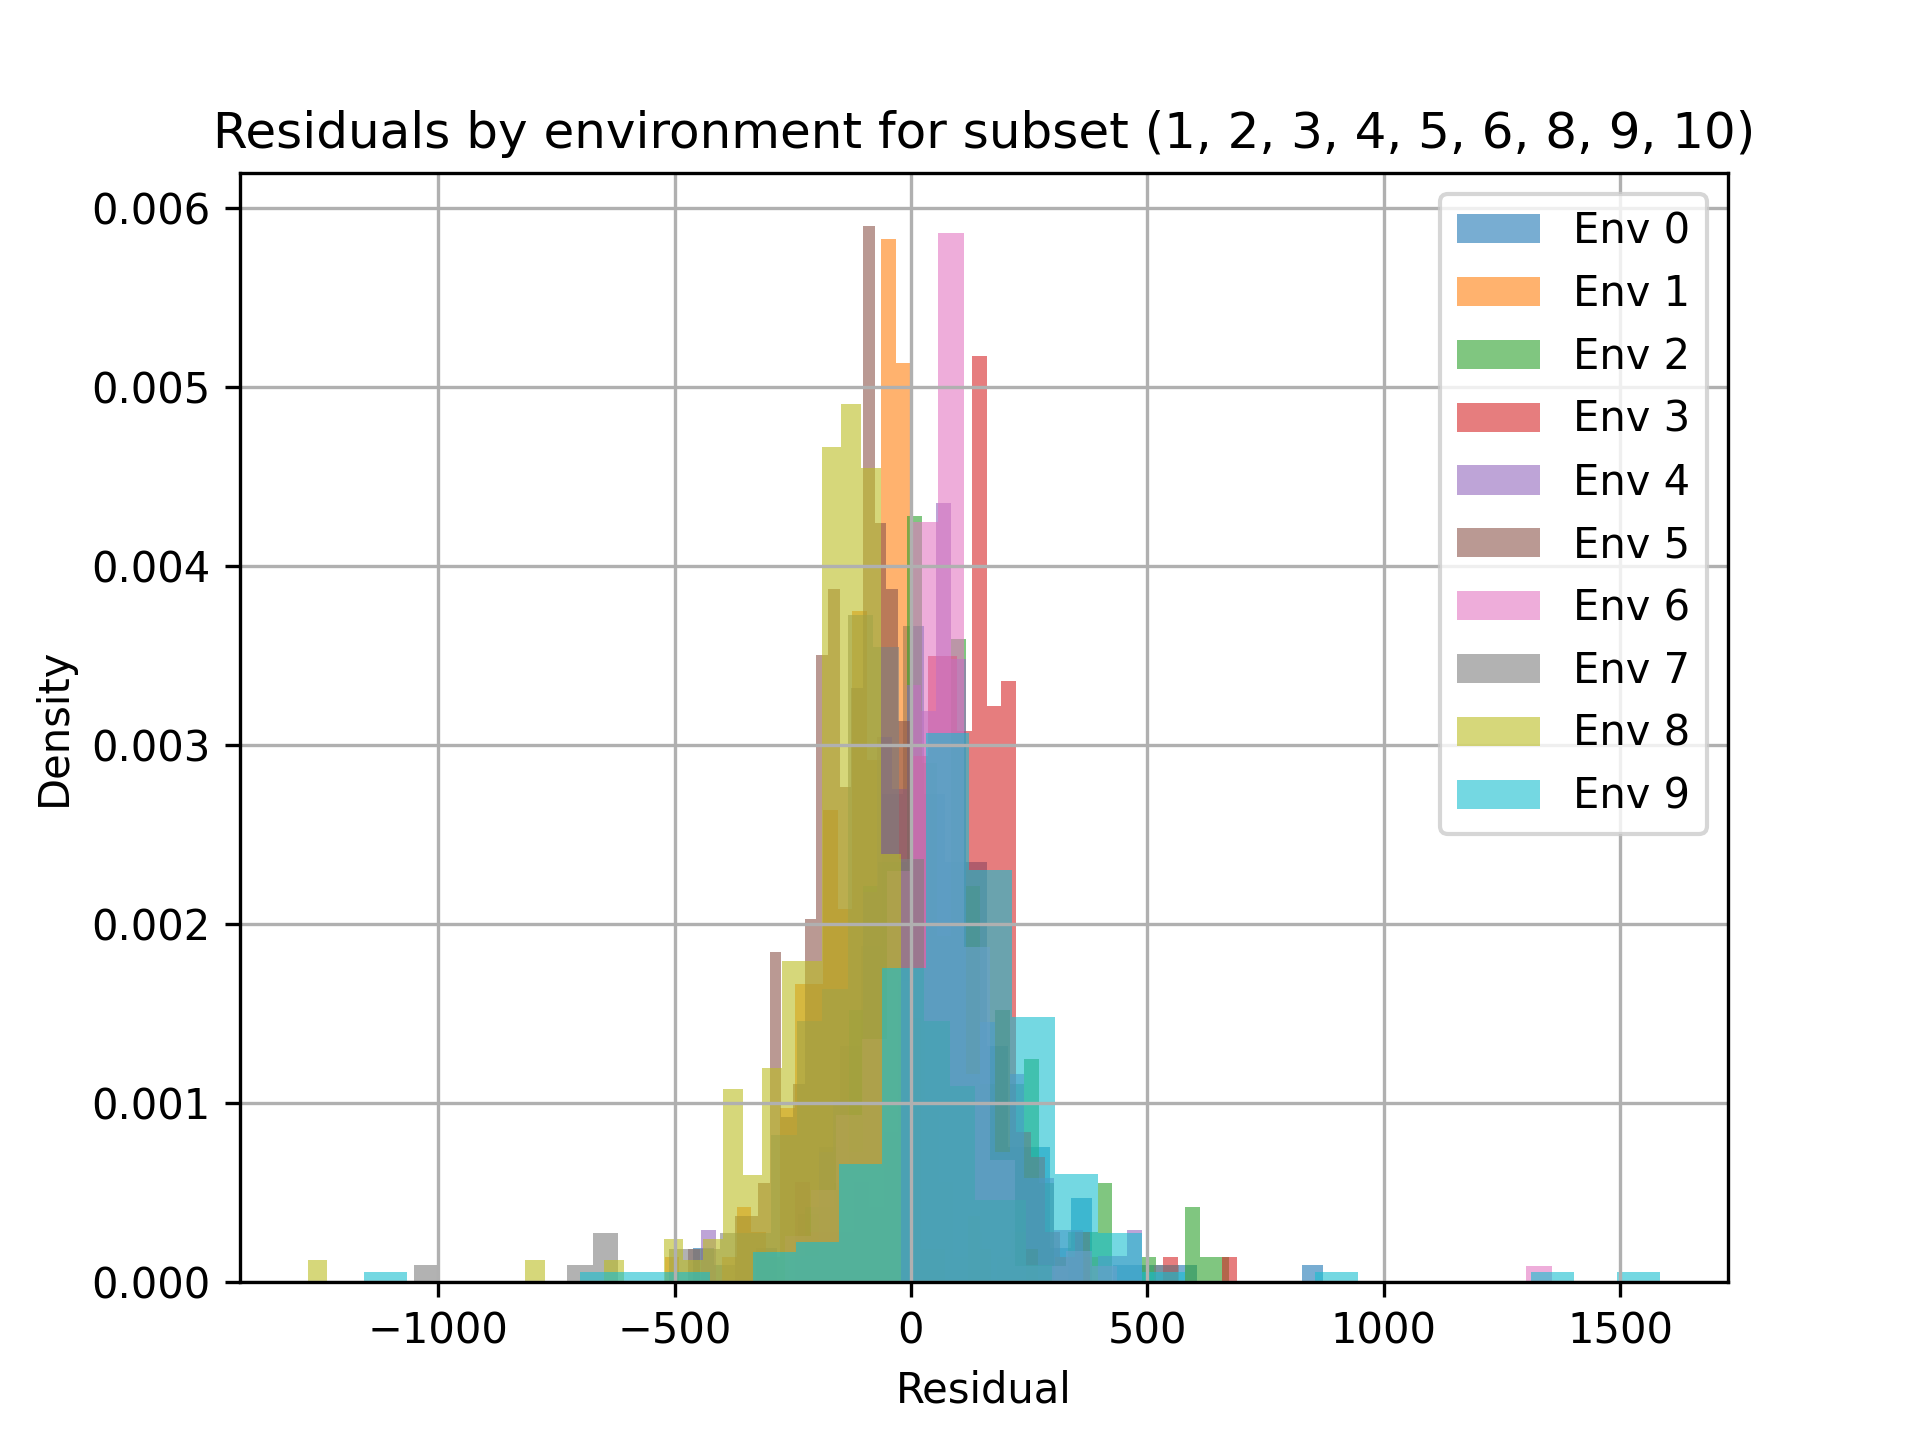 Residuals by environment for subset (1, 2, 3, 4, 5, 6, 8, 9, 10)
0.006
0.005
0.004
0.003
0.002
0.001
0.000
Density
Env 0
Env 1
Env 2
Env 3
Env 4
Env 5
Env 6
Env 7
Env 8
Env 9
−1000
−500
0
500
1000
1500
Residual